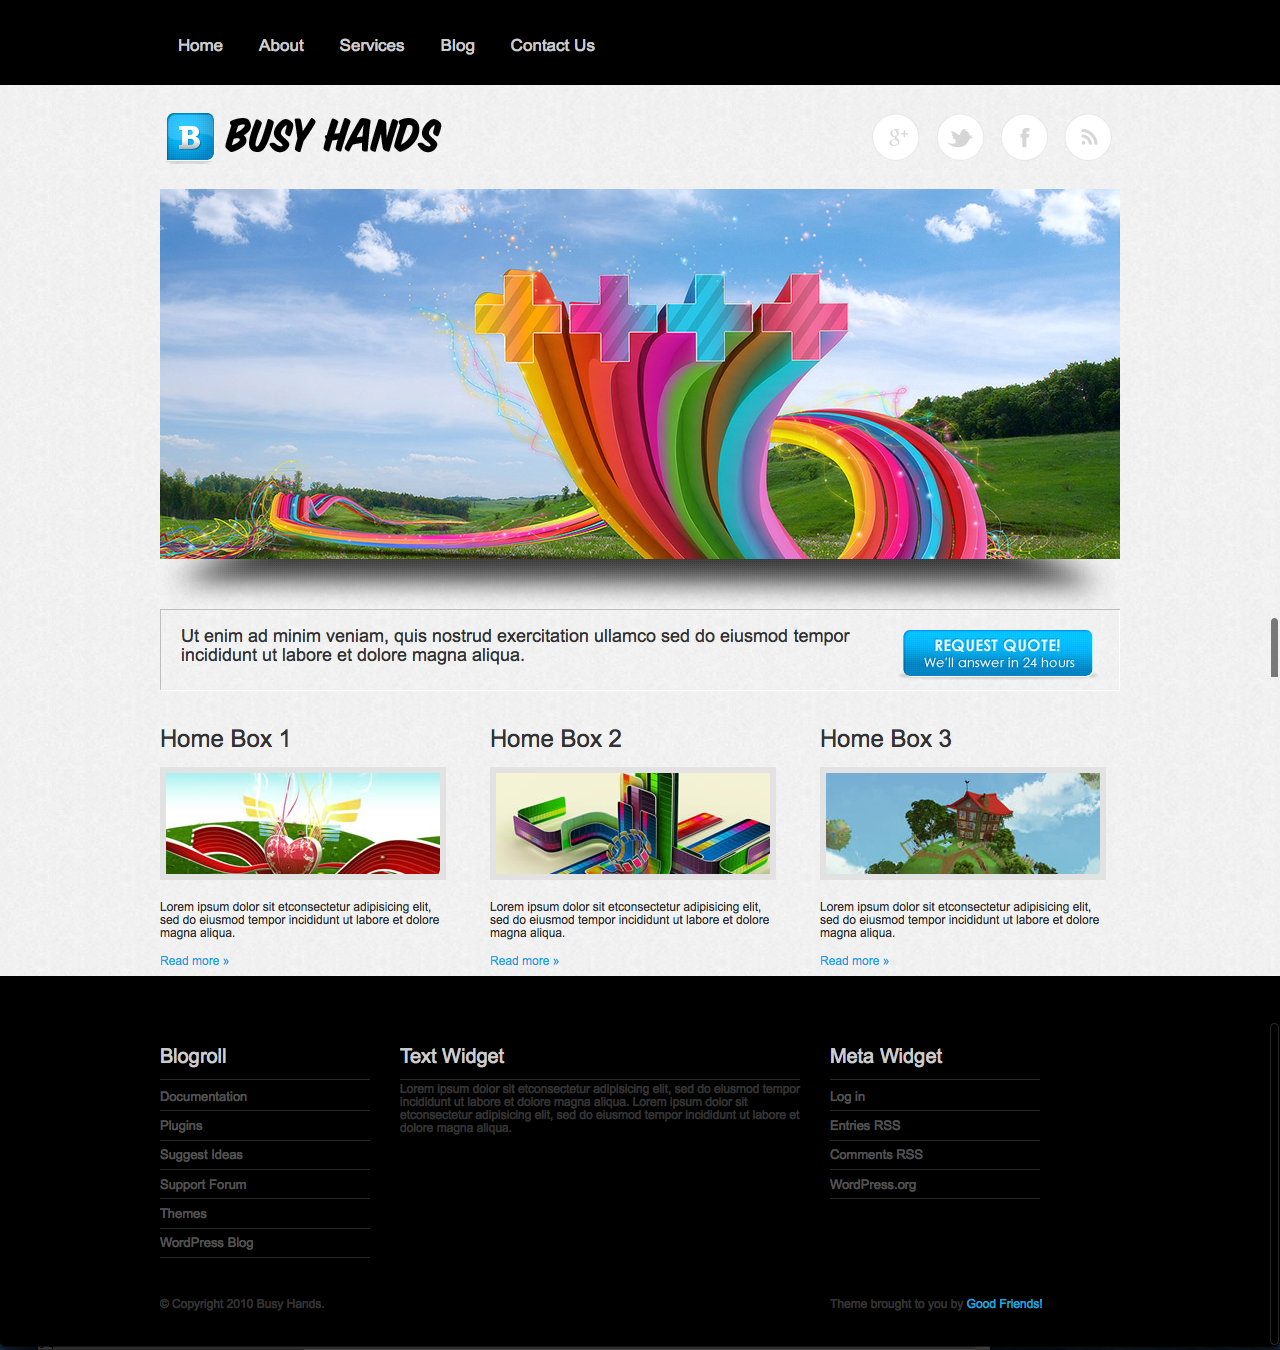 Home About Services Blog Contact Us
B BUSY HANDS
Ut enim ad minim veniam, quis nostrud exercitation ullamco sed do eiusmod tempor
incididunt ut labore et dolore magna aliqua.
REQUEST QUOTE!
We'll answer in 24 hours
Home Box 1
Lorem ipsum dolor sit etconsectetur adipisicing elit,
sed do eiusmod tempor incididunt ut labore et dolore
magna aliqua.
Read more »
Home Box 2
Lorem ipsum dolor sit etconsectetur adipisicing elit,
sed do eiusmod tempor incididunt ut labore et dolore
magna aliqua.
Read more »
Home Box 3
Lorem ipsum dolor sit etconsectetur adipisicing elit,
sed do eiusmod tempor incididunt ut labore et dolore
magna aliqua.
Read more »
Blogroll
Documentation
Plugins
Suggest Ideas
Support Forum
Themes
WordPress Blog
Text Widget
Lorem ipsum dolor sit etconsectetur adipisicing elit, sed do eiusmod tempor
incididunt ut labore et dolore magna aliqua. Lorem ipsum dolor sit
etconsectetur adipisicing elit, sed do eiusmod tempor incididunt ut labore et
dolore magna aliqua.
Meta Widget
Log in
Entries RSS
Comments RSS
WordPress.org
© Copyright 2010 Busy Hands.
Theme brought to you by Good Friends!